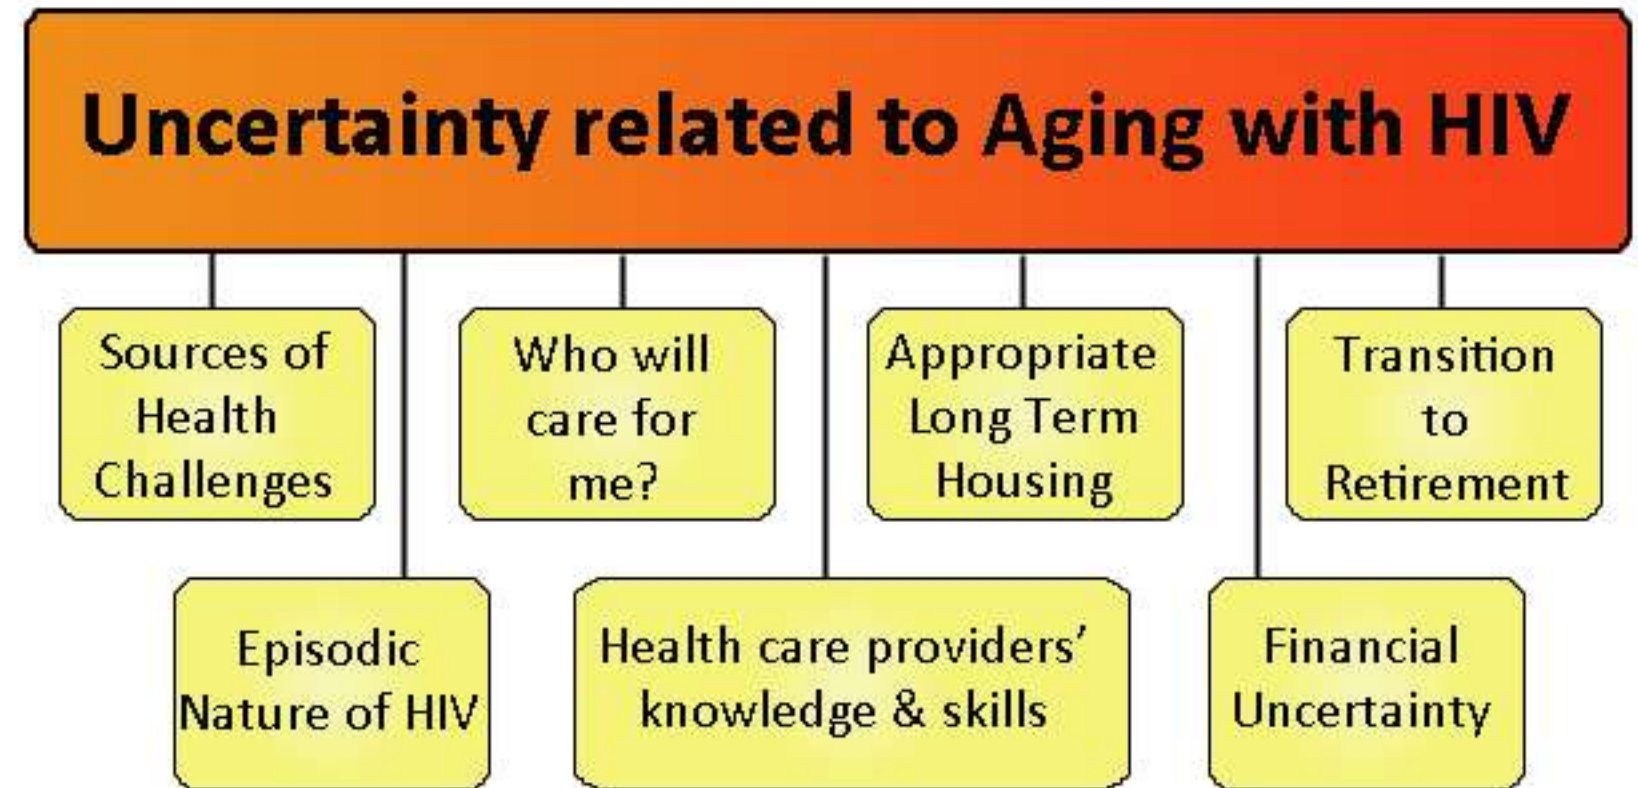 Uncertainty related to Aging with HIV
Sources of
Health
Challenges
Who will
care for
me?
Appropriate
Long Term
Housing
Transition
to
Retirement
Episodic
Nature of HIV
Health care providers’
knowledge & skills
Financial
Uncertainty